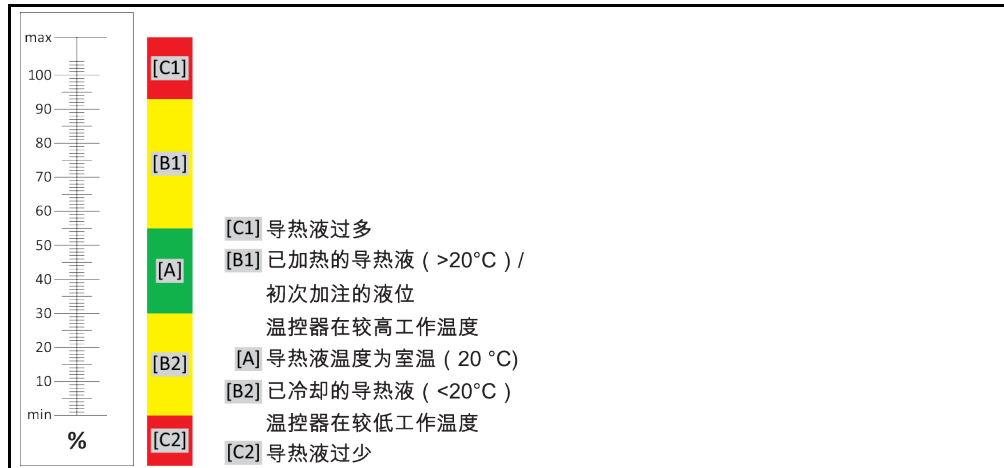 max
100
90
80
70
60
50
40
30
20
10
min
%
[C1]
[B1]
[A]
[B2]
[C2]
[C1] 导热液过多
[B1] 已加热的导热液 ( >20°C ) /
初次加注的液位
温控器在较高工作温度
[A] 导热液温度为室温 ( 20 °C)
[B2] 已冷却的导热液 ( <20°C )
温控器在较低工作温度
[C2] 导热液过少